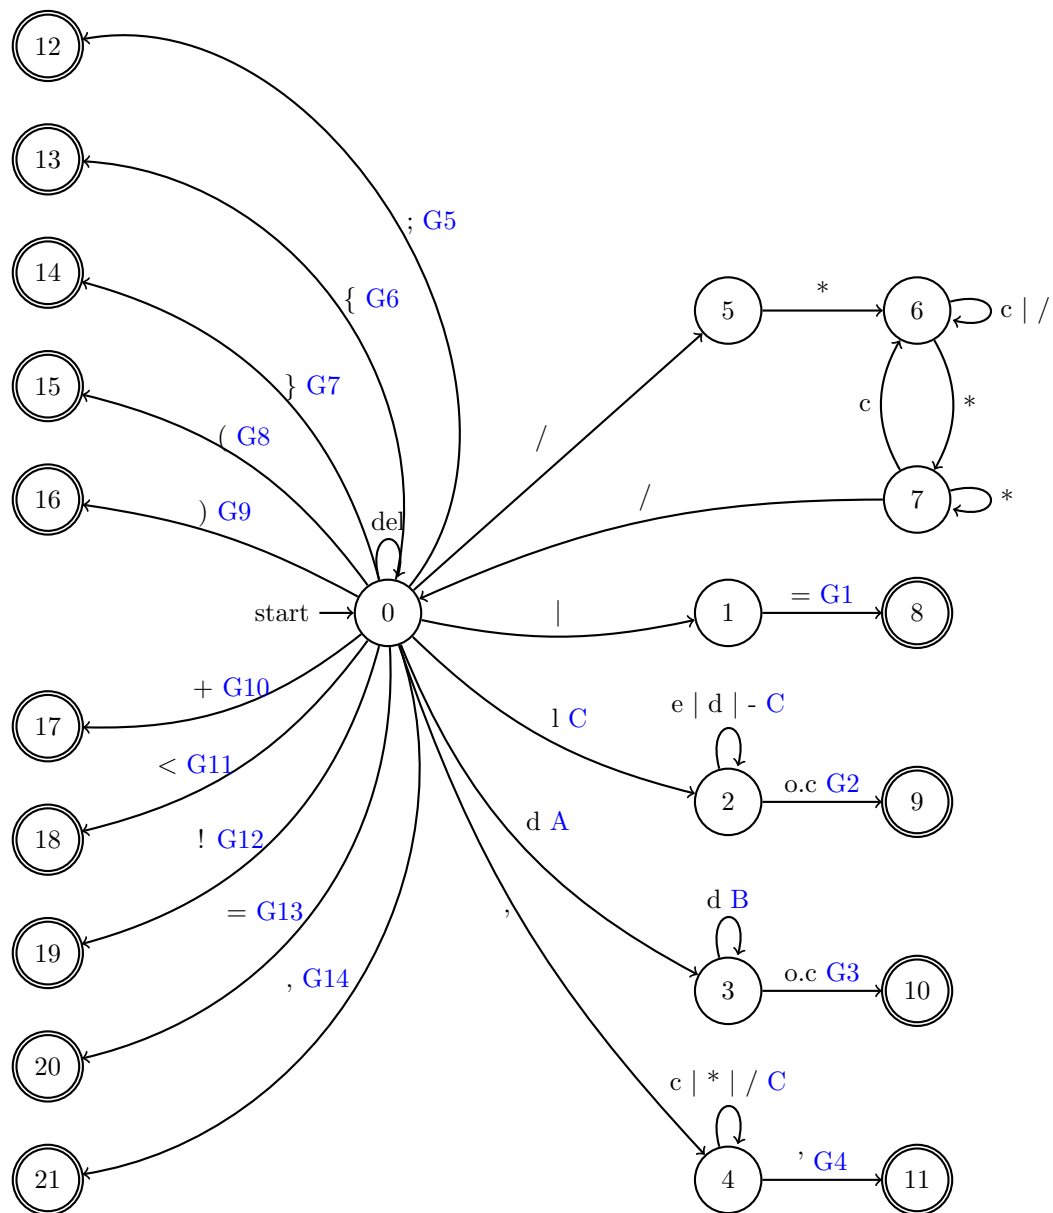 12
13
; G5
14
{ G6
5
*
6
c | /
15
} G7
c
*
( G8
/
16
) G9
/
7
*
del
start
0
|
1
= G1
8
+ G10
l C
e | d | - C
17
< G11
2
o.c G2
9
18
! G12
d A
= G13
’
d B
19
, G14
3
o.c G3
10
20
c | * | / C
21
4
’ G4
11